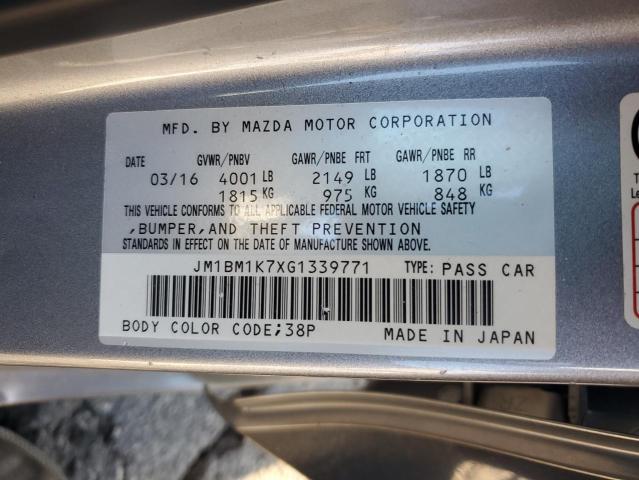 MFD. BY MAZDA MOTOR CORPORATION
DATE GVWR/PNBV GAWR/PNBE FRT GAWR/PNBE RR
03/16 4001 LB 2149 LB 1870 LB
1815 KG 975 KG 848 KG
THIS VEHICLE CONFORMS TO ALL APPLICABLE FEDERAL MOTOR VEHICLE SAFETY
,BUMPER,AND THEFT PREVENTION
STANDARDS IN EFFECT ON THE DATE OF MANUFACTURE SHOWN ABOVE.
JM1BM1K7XG1339771 TYPE: PASS CAR
BODY COLOR CODE;38P MADE IN JAPAN